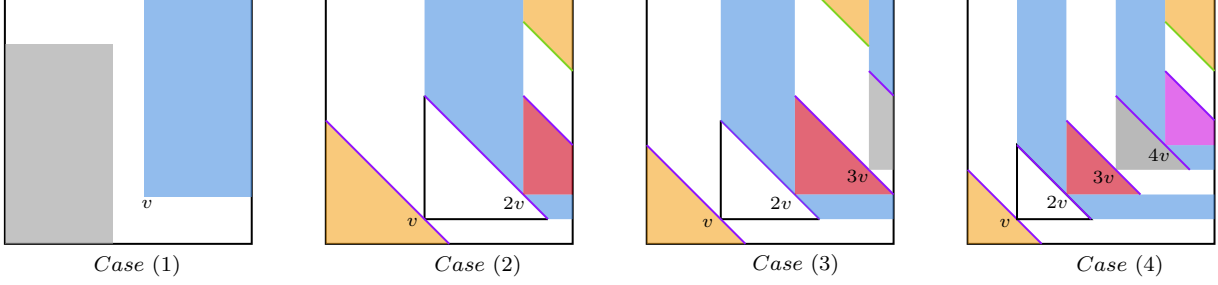 v
Case (1)
v
2v
Case (2)
v
2v
3v
Case (3)
v
2v
3v
4v
Case (4)